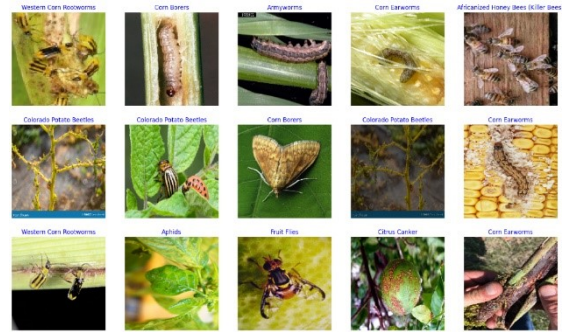 Western Corn Rootworms
Corn Borers
Armyworms
Corn Earworms
Africanized Honey Bees (Killer Bees
Colorado Potato Beetles
Colorado Potato Beetles
Corn Borers
Colorado Potato Beetles
Corn Earworms
Western Corn Rootworms
Aphids
Fruit Flies
Citrus Canker
Corn Earworms